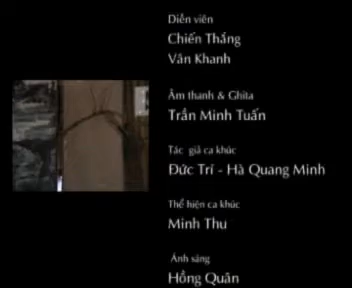 Diễn viên
Chiến Thắng
Vân Khanh
Âm thanh & Ghita
Trần Minh Tuấn
Tác giả ca khúc
Đức Trí - Hà Quang Minh
Thể hiện ca khúc
Minh Thu
Ánh sáng
Hồng Quân